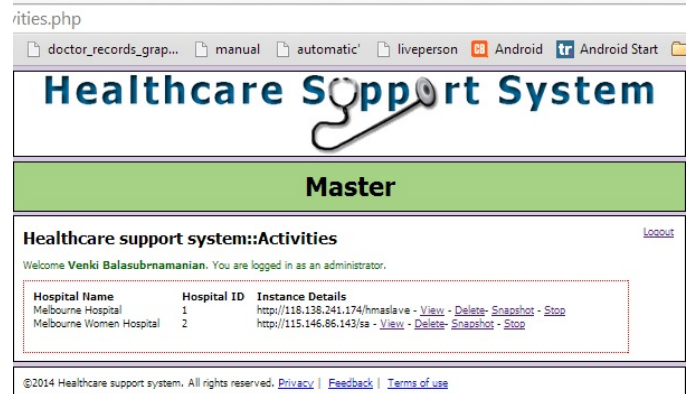 vities.php
doctor_records_grap... manual automatic' liveperson Android Android Start
Healthcare Support System
Master
Healthcare support system::Activities
Logout
Welcome Venki Balasubrnamanian. You are logged in as an administrator.
Hospital Name Hospital ID Instance Details
Melbourne Hospital 1 http://118.138.241.174/hmaslave - View - Delete- Snapshot - Stop
Melbourne Women Hospital 2 http://115.146.86.143/sa - View - Delete- Snapshot - Stop
©2014 Healthcare support system. All rights reserved. Privacy | Feedback | Terms of use